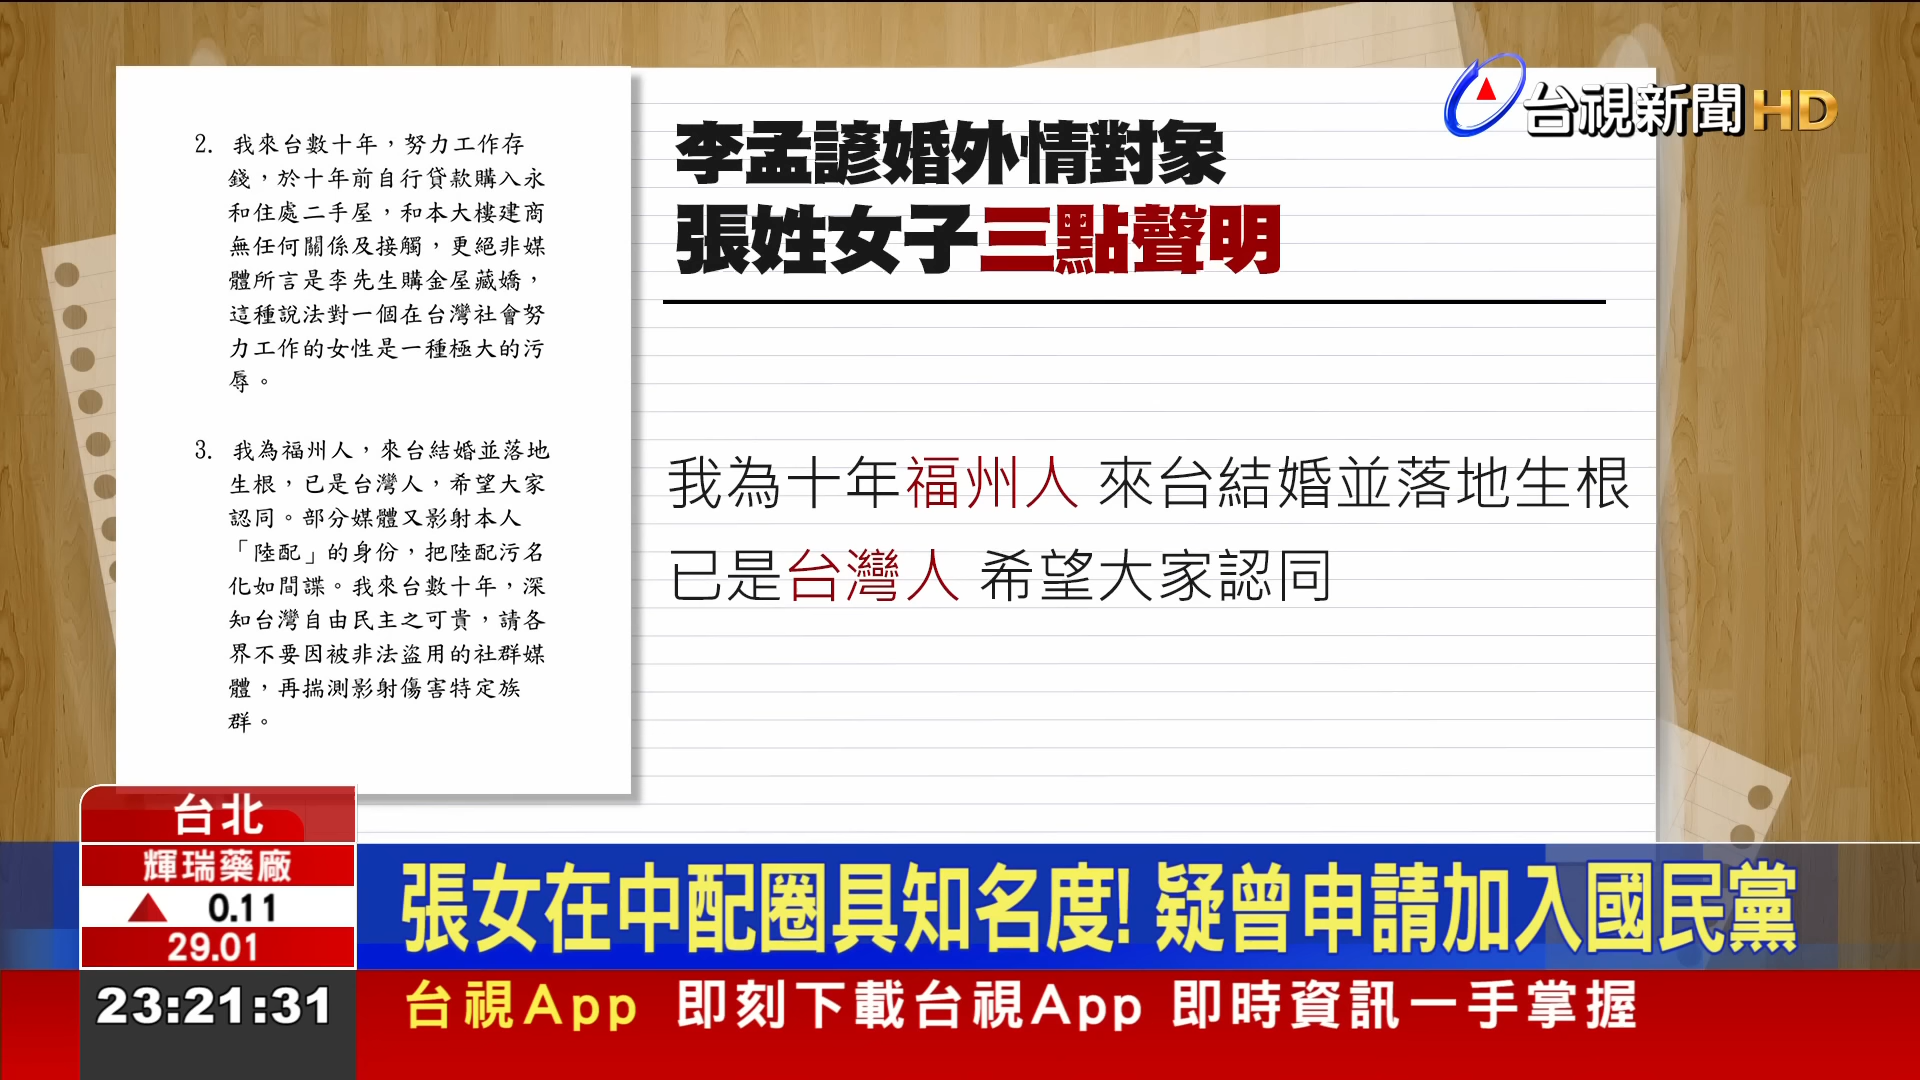 2. 我來台數十年，努力工作存
錢，於十年前自行貸款購入永
和住處二手屋，和本大樓建商
無任何關係及接觸，更絕非媒
體所言是李先生購金屋藏嬌，
這種說法對一個在台灣社會努
力工作的女性是一種極大的污
辱。
3. 我為福州人，來台結婚並落地
生根，已是台灣人，希望大家
認同。部分媒體又影射本人
「陸配」的身份，把陸配污名
化如間諜。我來台數十年，深
知台灣自由民主之可貴，請各
界不要因被非法盜用的社群媒
體，再揣測影射傷害特定族
群。
台視新聞HD
李孟諺婚外情對象
張姓女子三點聲明
我為十年福州人 來台結婚並落地生根
已是台灣人 希望大家認同
台北
輝瑞藥廠
▲ 0.11
29.01
23:21:31
張女在中配圈具知名度! 疑曾申請加入國民黨
台視App 即刻下載台視App 即時資訊一手掌握